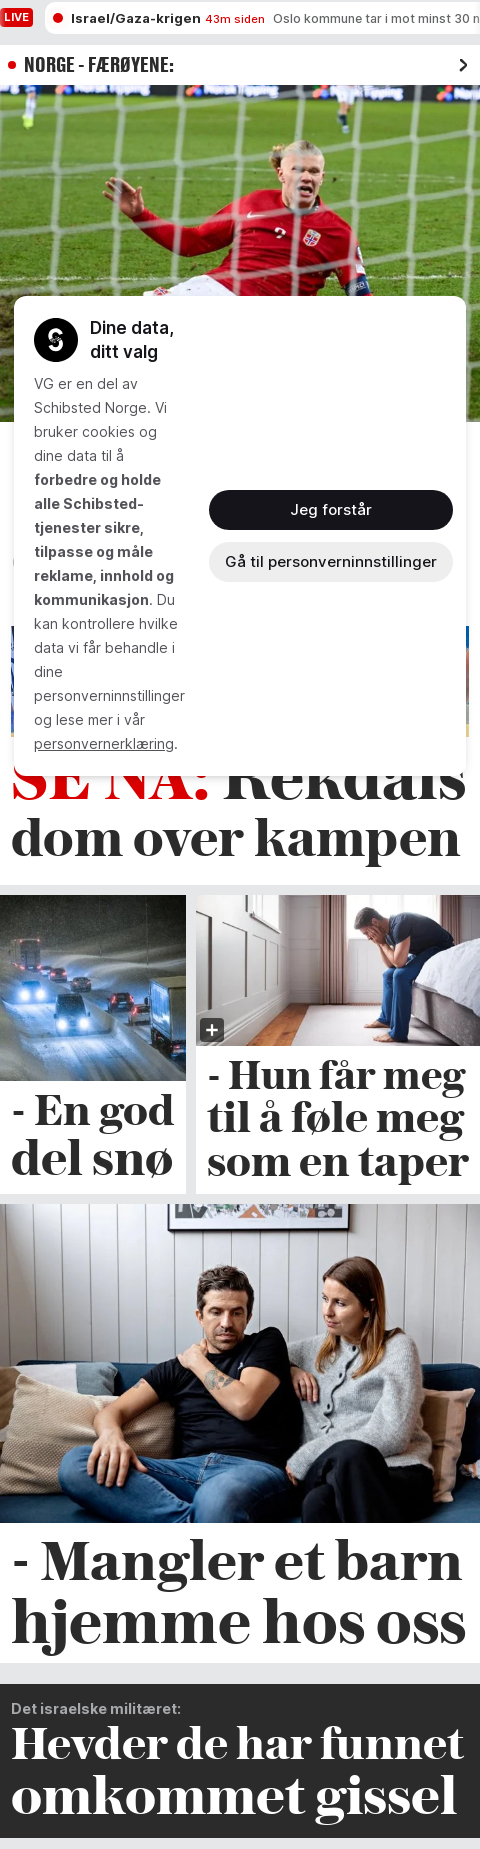 LIVE
Israel/Gaza-krigen 43m siden Oslo kommune tar i mot minst 30
NORGE - FÆRØYENE:
Norsk Tipping
Dine data,
ditt valg
VG er en del av
Schibsted Norge. Vi
bruker cookies og
dine data til å
forbedre og holde
alle Schibsted-
tjenester sikre,
tilpasse og måle
reklame, innhold og
kommunikasjon. Du
kan kontrollere hvilke
data vi får behandle i
dine
personverninnstillinger
og lese mer i vår
personvernerklæring.
Jeg forstår
Gå til personverninnstillinger
SE NÅ: Rekdals
dom over kampen
- En god
del snø
- Hun får meg
til å føle meg
som en taper
- Mangler et barn
hjemme hos oss
Det israelske militæret:
Hevder de har funnet
omkommet gissel